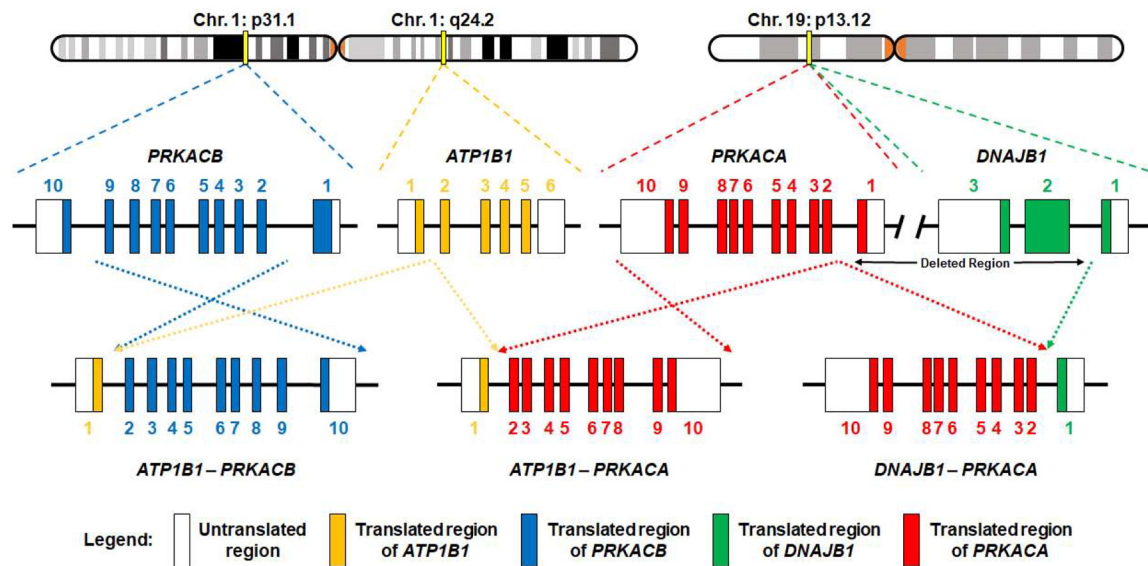 Chr. 1: p31.1 Chr. 1: q24.2 Chr. 19: p13.12
PRKACB ATP1B1 PRKACA DNAJB1
10 9 8 7 6 5 4 3 2 1 1 2 3 4 5 6 10 9 8 7 6 5 4 3 2 1 3 2 1
Deleted Region
1 2 3 4 5 6 7 8 9 10 1 2 3 4 5 6 7 8 9 10 10 9 8 7 6 5 4 3 2 1
ATP1B1 – PRKACB ATP1B1 – PRKACA DNAJB1 – PRKACA
Legend: Untranslated region Translated region of ATP1B1 Translated region of PRKACB Translated region of DNAJB1 Translated region of PRKACA